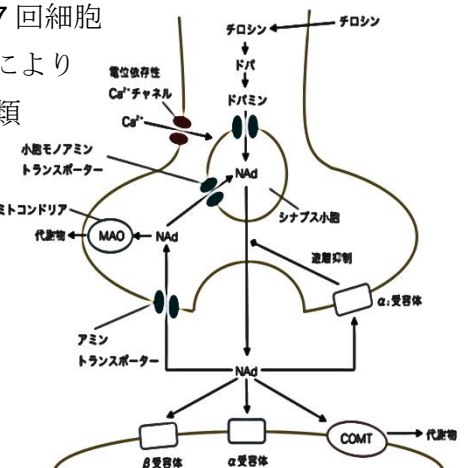 7 回細胞
により
類
チロシン
チロシン
ドパ
ドパミン
電位依存性
Ca²⁺チャネル
Ca²⁺
小胞モノアミン
トランスポーター
NAd
シナプス小胞
ミトコンドリア
代謝物
MAO
NAd
遊離抑制
α₂受容体
アミン
トランスポーター
NAd
COMT
代謝物
β受容体
α受容体